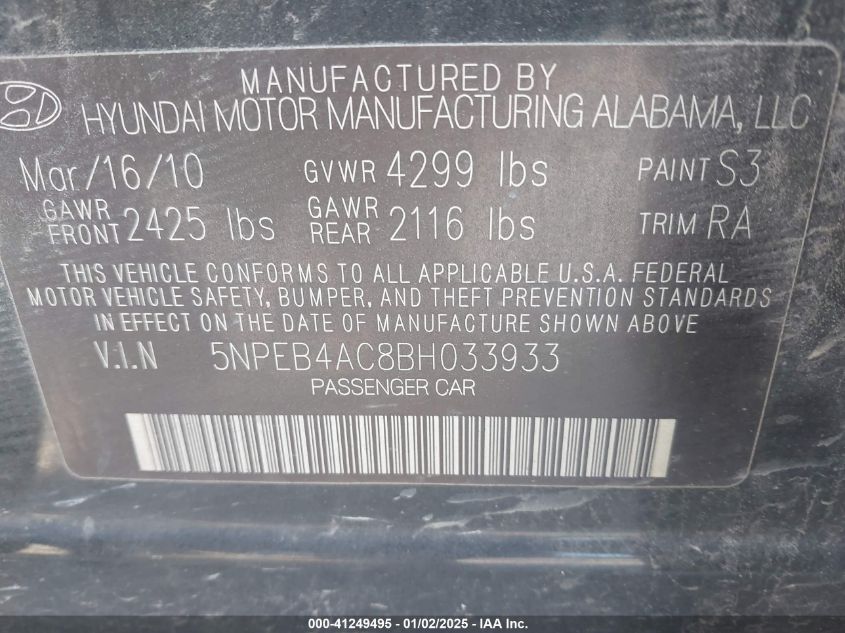 MANUFACTURED BY
HYUNDAI MOTOR MANUFACTURING ALABAMA, LLC
Mar/16/10 GVWR 4299 lbs PAINT S3
GAWR FRONT 2425 lbs GAWR REAR 2116 lbs TRIM RA
THIS VEHICLE CONFORMS TO ALL APPLICABLE U.S.A. FEDERAL
MOTOR VEHICLE SAFETY, BUMPER, AND THEFT PREVENTION STANDARDS
IN EFFECT ON THE DATE OF MANUFACTURE SHOWN ABOVE
V.I.N 5NPEB4AC8BH033933
PASSENGER CAR
000-41249495 - 01/02/2025 - IAA Inc.